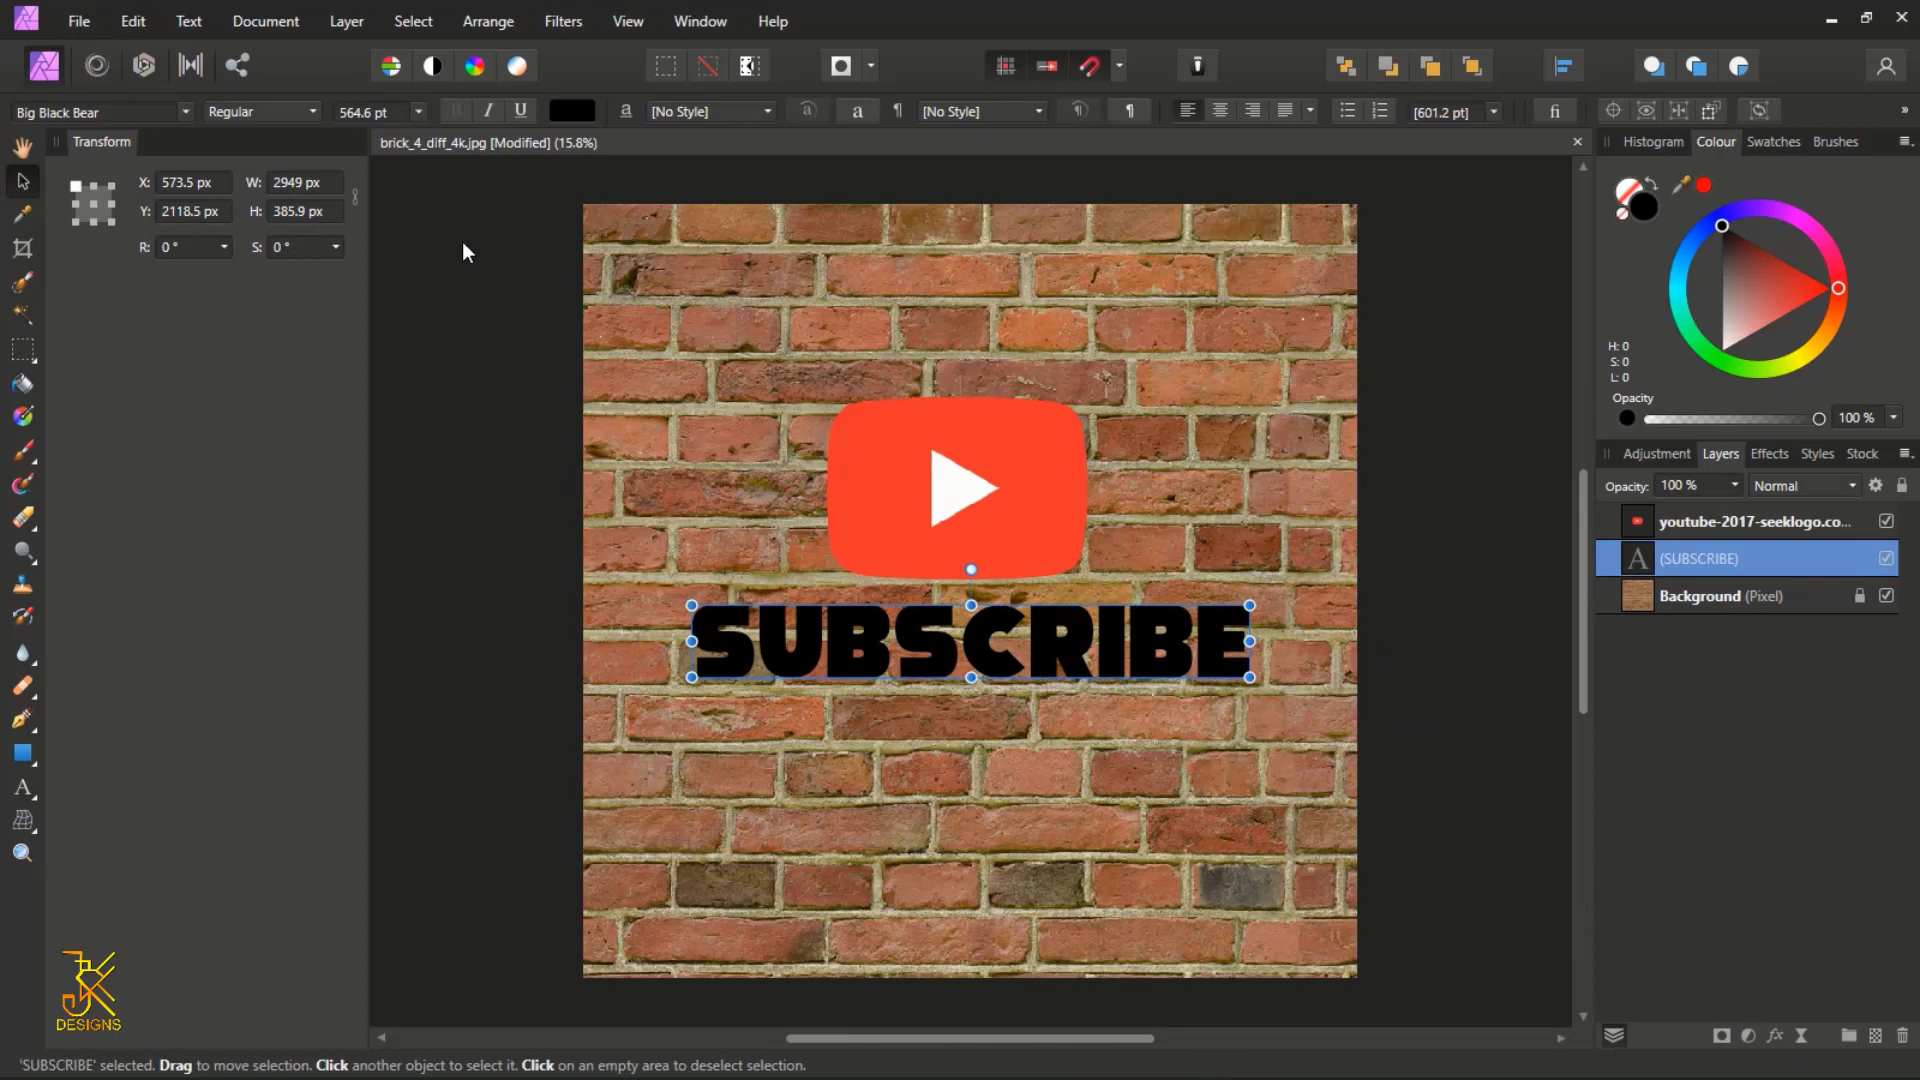 File Edit Text Document Layer Select Arrange Filters View Window Help
Big Black Bear Regular 564.6 pt B I U a [No Style] a a ¶ [No Style] ¶ ¶ [601.2 pt] fi »
Transform
brick_4_diff_4k.jpg [Modified] (15.8%)
Histogram Colour Swatches Brushes
X: 573.5 px W: 2949 px
Y: 2118.5 px H: 385.9 px
R: 0 ° S: 0 °
H: 0
S: 0
L: 0
Opacity
100 %
Adjustment Layers Effects Styles Stock
Opacity: 100 % Normal
youtube-2017-seeklogo.co...
A (SUBSCRIBE)
Background (Pixel)
SUBSCRIBE
A
JK
DESIGNS
fx
'SUBSCRIBE' selected. Drag to move selection. Click another object to select it. Click on an empty area to deselect selection.